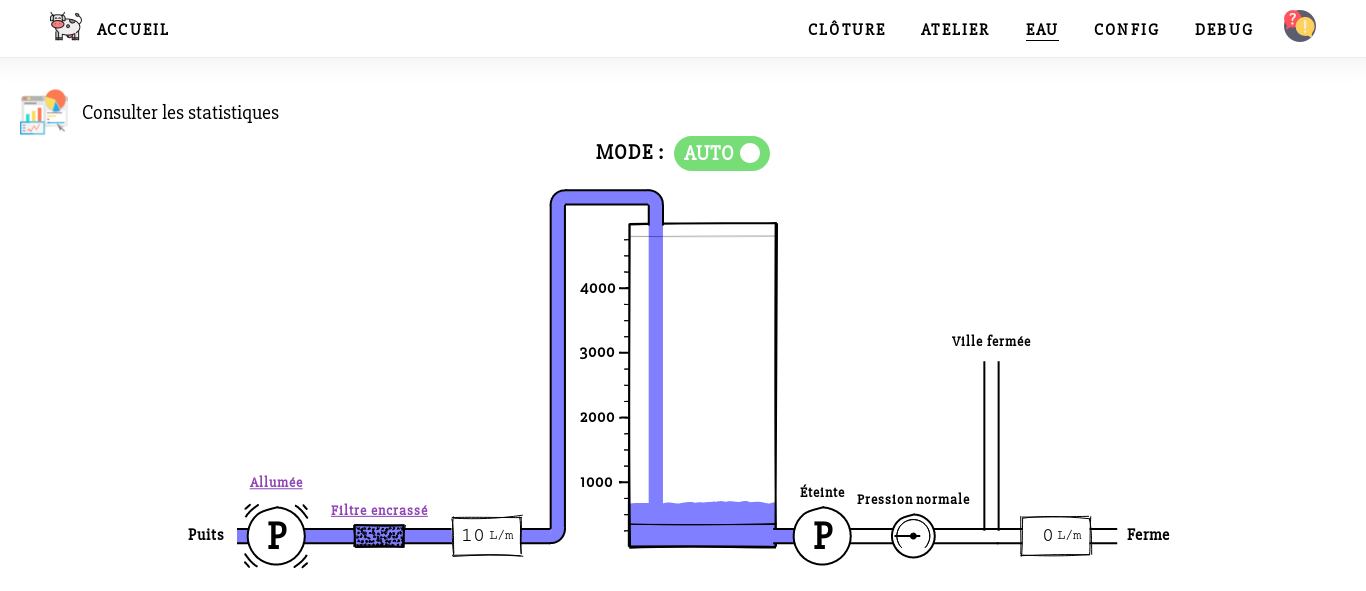 ACCUEIL
CLÔTURE
ATELIER
EAU
CONFIG
DEBUG
Consulter les statistiques
MODE :
AUTO
4000
3000
2000
1000
Ville fermée
Allumée
Filtre encrassé
Éteinte
Pression normale
Puits
P
10 L/m
P
0 L/m
Ferme